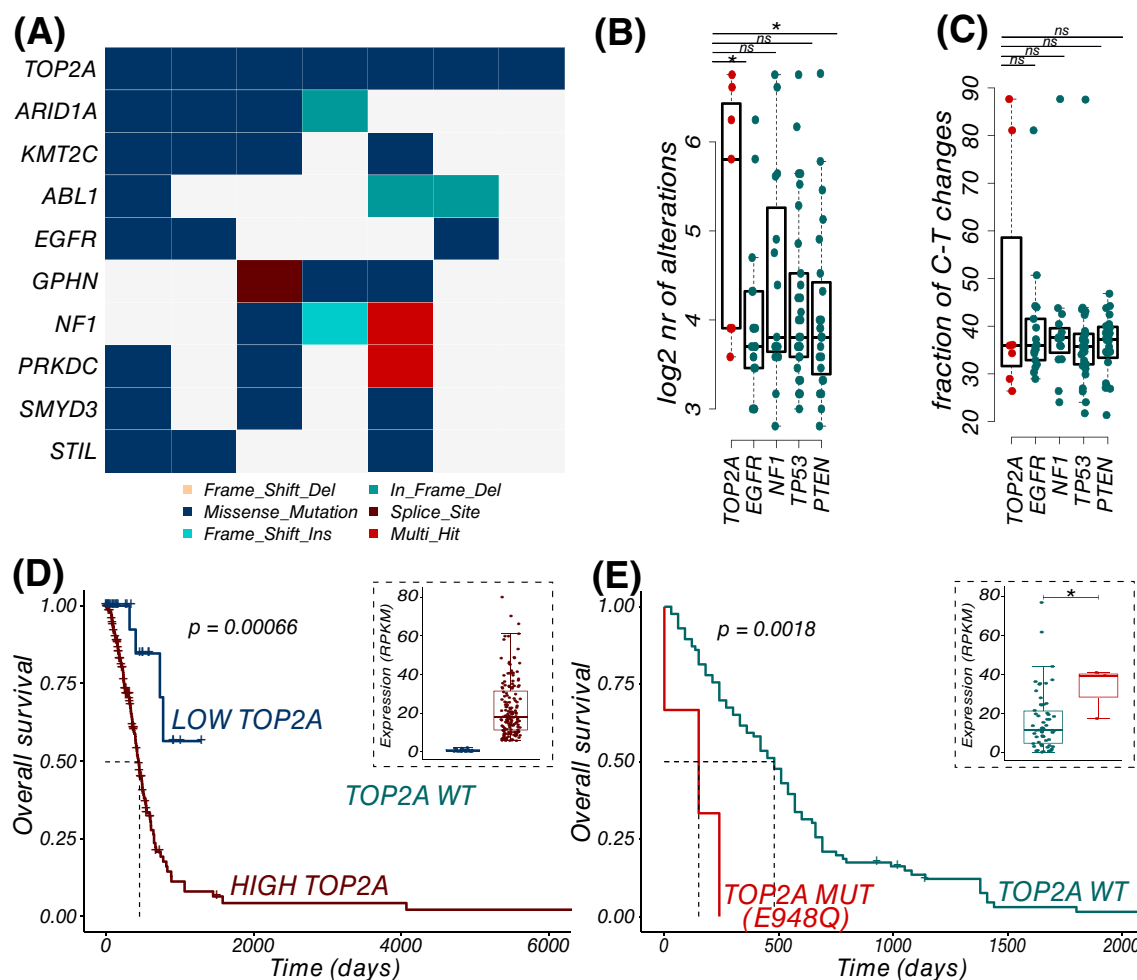 (A)
TOP2A
ARID1A
KMT2C
ABL1
EGFR
GPHN
NF1
PRKDC
SMYD3
STIL
Frame_Shift_Del
In_Frame_Del
Missense_Mutation
Splice_Site
Frame_Shift_Ins
Multi_Hit
(B)
*
ns
ns
*
log2 nr of alterations
6
5
4
3
TOP2A
EGFR
NF1
TP53
PTEN
(C)
ns
ns
ns
ns
fraction of C-T changes
90
80
70
60
50
40
30
20
TOP2A
EGFR
NF1
TP53
PTEN
(D)
Overall survival
1.00
0.75
0.50
0.25
0.00
p = 0.00066
LOW TOP2A
TOP2A WT
HIGH TOP2A
Expression (RPKM)
80
60
40
20
0
0
2000
4000
6000
Time (days)
(E)
Overall survival
1.00
0.75
0.50
0.25
0.00
p = 0.0018
Expression (RPKM)
80
60
40
20
0
*
TOP2A MUT
(E948Q)
TOP2A WT
0
500
1000
1500
2000
Time (days)